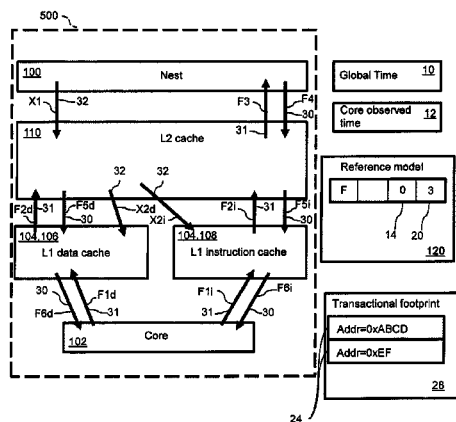 500
100 Nest
Global Time 10
X1 32 F3 F4
31 30
Core observed time 12
110 L2 cache
32 32
Reference model
F 0 3
14 20
120
F2d 31 F5d 30 X2d X2i F2i 31 F5i 30
104.106 L1 data cache
104.108 L1 instruction cache
30 F1d F1i F6i
F6d 31 31 30
102 Core
Transactional footprint
Addr=0xABCD
Addr=0xEF
28
24